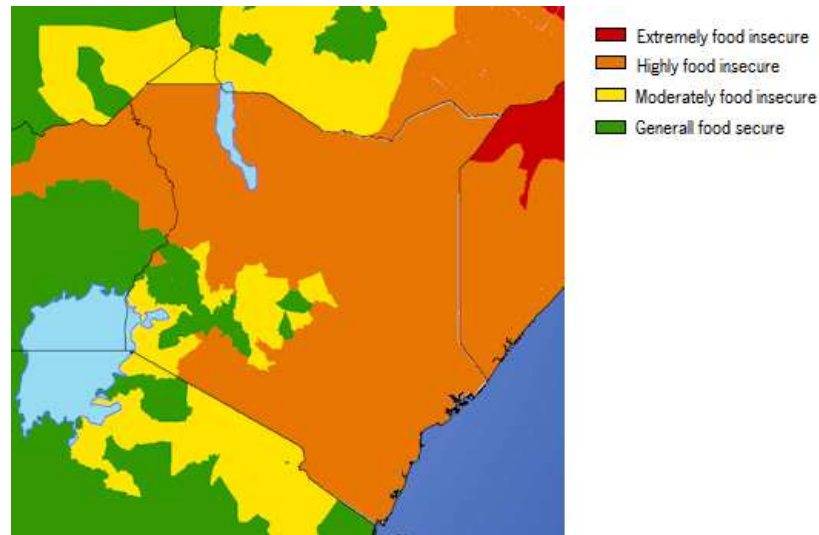 Extremely food insecure
Highly food insecure
Moderately food insecure
Generall food secure